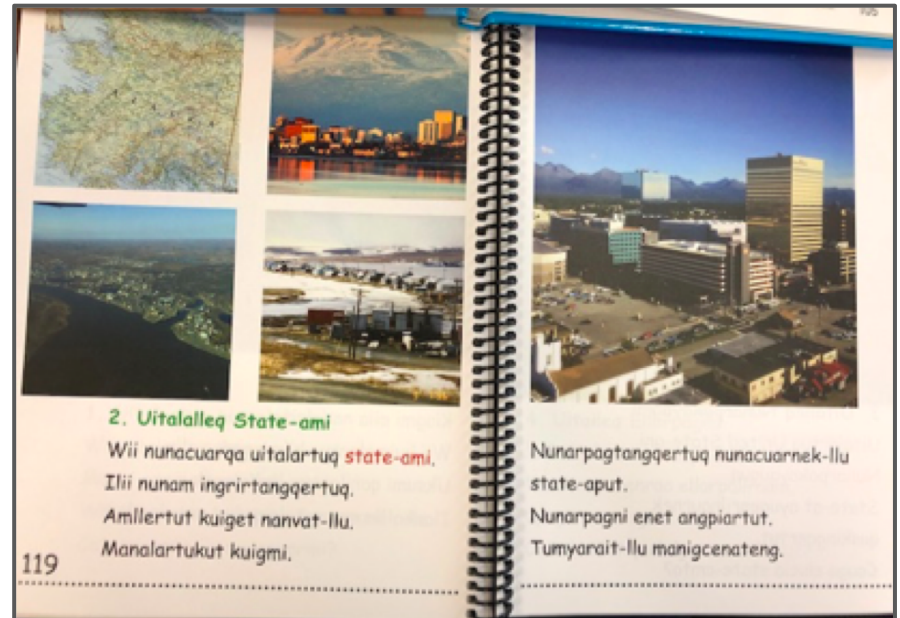 2. Uitalalleq State-ami
Wii nunacuarqa uitalartuq state-ami.
Ilii nunam ingrirtangqertuq.
Amllertut kuiget nanvat-llu.
Manalartukut kuigmi.
119
Nunarpagtangqertuq nunacuarnek-llu
state-aput.
Nunarpagni enet angpiartut.
Tumyarait-llu manigcenateng.